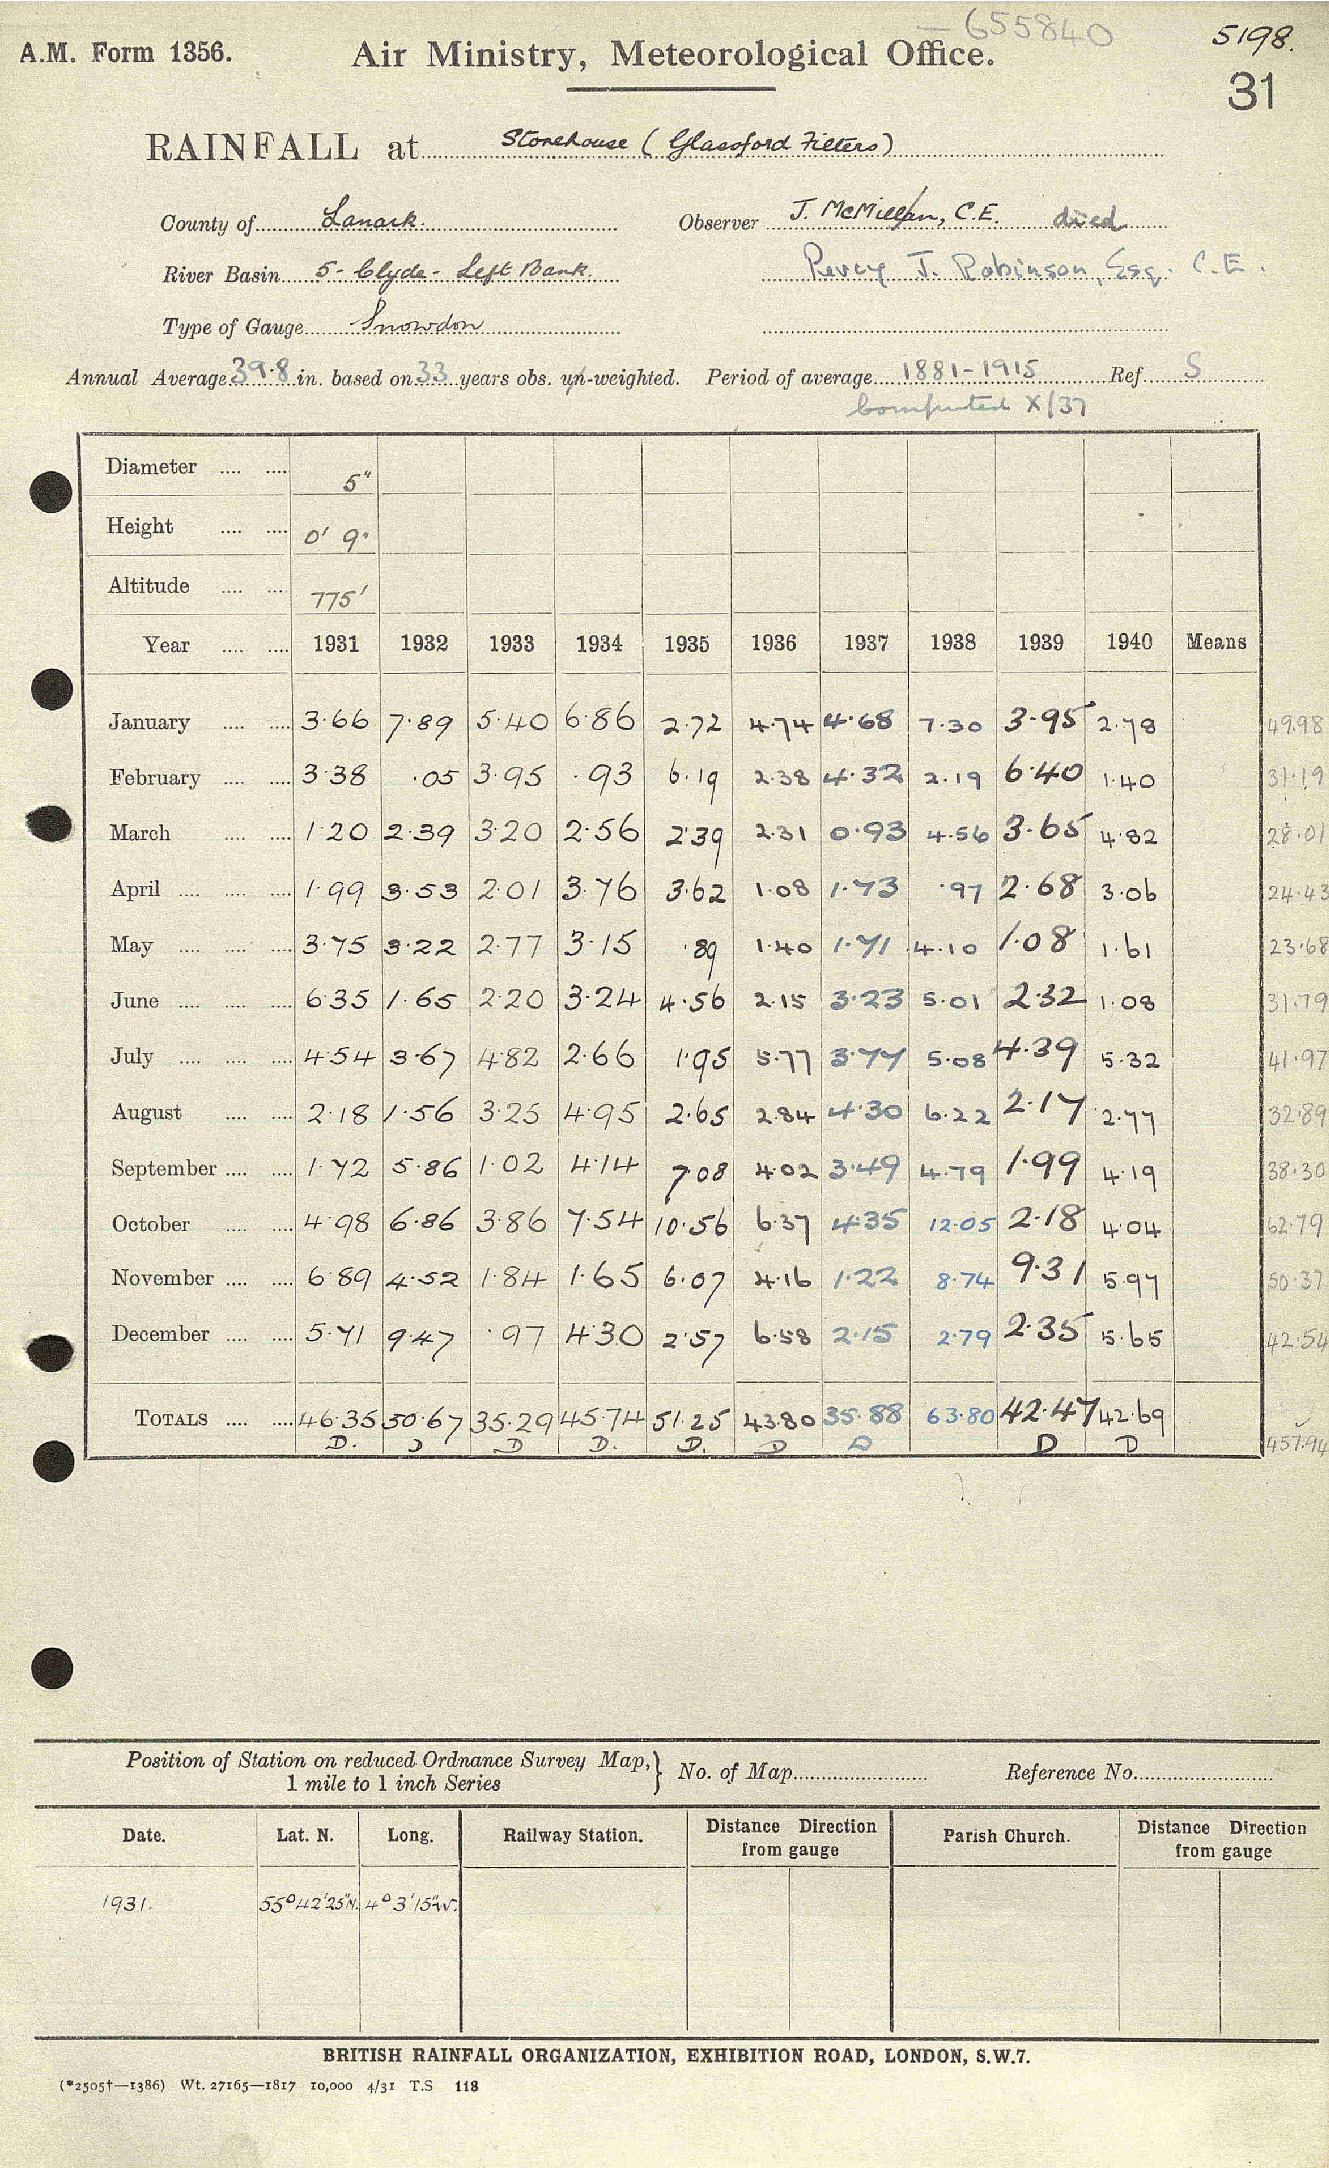 655840
5198.
A.M. Form 1356.
Air Ministry, Meteorological Office.
31
RAINFALL at Stonehouse (Glassford Filters)
County of Lanark. Observer J. McMillan, C.E. died
River Basin 5 - Clyde - Left Bank. Percy J. Robinson, Esq. C.E.
Type of Gauge Snowdon
Annual Average 39.8 in. based on 33 years obs. un-weighted. Period of average 1881-1915 Ref. S
Computed X/37
Diameter .... .... 5"
Height .... .... 0' 9"
Altitude .... .... 775'
Year .... .... 1931 1932 1933 1934 1935 1936 1937 1938 1939 1940 Means
January .... .... 3.66 7.89 5.40 6.86 2.72 4.74 4.68 7.30 3.95 2.78 49.98
February .... .... 3.38 .05 3.95 .93 6.19 2.38 4.32 2.19 6.40 1.40 31.19
March .... .... 1.20 2.39 3.20 2.56 2.39 2.31 0.93 4.56 3.65 4.82 28.01
April .... .... .... 1.99 3.53 2.01 3.76 3.62 1.08 1.73 .97 2.68 3.06 24.43
May .... .... .... 3.75 3.22 2.77 3.15 .89 1.40 1.71 4.10 1.08 1.61 23.68
June .... .... .... 6.35 1.65 2.20 3.24 4.56 2.15 3.23 5.01 2.32 1.08 31.79
July .... .... .... 4.54 3.67 4.82 2.66 1.95 5.77 3.77 5.08 4.39 5.32 41.97
August .... .... 2.18 1.56 3.25 4.95 2.65 2.84 4.30 6.22 2.17 2.77 32.89
September .... .... 1.72 5.86 1.02 4.14 7.08 4.02 3.49 4.79 1.99 4.19 38.30
October .... .... 4.98 6.86 3.86 7.54 10.56 6.37 4.35 12.05 2.18 4.04 62.79
November .... .... 6.89 4.52 1.84 1.65 6.07 4.16 1.22 8.74 9.31 5.97 50.37
December .... .... 5.71 9.47 .97 4.30 2.57 6.58 2.15 2.79 2.35 5.65 42.54
TOTALS .... .... 46.35 50.67 35.29 45.74 51.25 43.80 35.88 63.80 42.47 42.69
D. D D D. D. D D D D 457.94
Position of Station on reduced Ordnance Survey Map, } No. of Map Reference No.
1 mile to 1 inch Series
Date. Lat. N. Long. Railway Station. Distance Direction from gauge Parish Church. Distance Direction from gauge
1931. 55° 42' 25" N. 4° 3' 15" W.
BRITISH RAINFALL ORGANIZATION, EXHIBITION ROAD, LONDON, S.W.7.
(*2505†—1386) Wt. 27165—1817 10,000 4/31 T.S 118